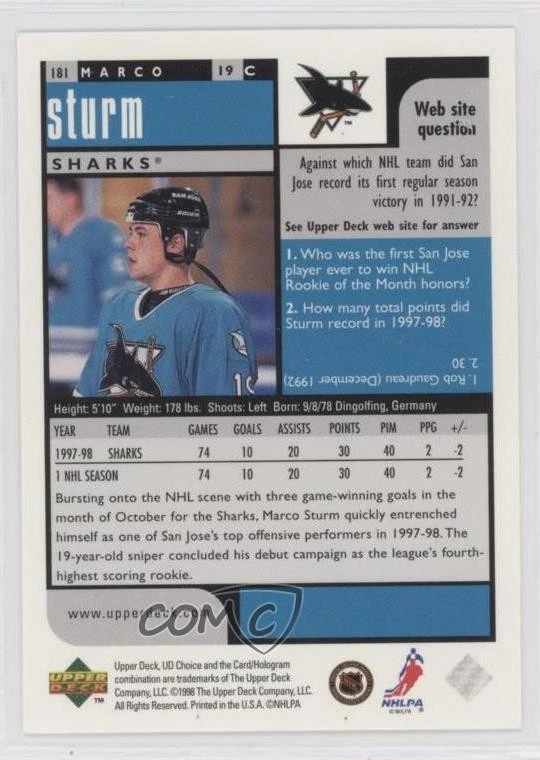 181 MARCO 19 C
sturm
SHARKS®
TM
Web site
question
Against which NHL team did San
Jose record its first regular season
victory in 1991-92?
See Upper Deck web site for answer
1. Who was the first San Jose
player ever to win NHL
Rookie of the Month honors?
2. How many total points did
Sturm record in 1997-98?
1. Rob Gaudreau (December 1992)
2. 30
BAUER
19
Height: 5'10" Weight: 178 lbs. Shoots: Left Born: 9/8/78 Dingolfing, Germany
YEAR TEAM GAMES GOALS ASSISTS POINTS PIM PPG +/-
1997-98 SHARKS 74 10 20 30 40 2 -2
1 NHL SEASON 74 10 20 30 40 2 -2
Bursting onto the NHL scene with three game-winning goals in the
month of October for the Sharks, Marco Sturm quickly entrenched
himself as one of San Jose's top offensive performers in 1997-98. The
19-year-old sniper concluded his debut campaign as the league's fourth-
highest scoring rookie.
www.upperdeck.com
COMC
UPPER
DECK
TM
Upper Deck, UD Choice and the Card/Hologram
combination are trademarks of The Upper Deck
Company, LLC. ©1998 The Upper Deck Company, LLC.
All Rights Reserved. Printed in the U.S.A. ©NHLPA
NHL
NHLPA
©NHLPA